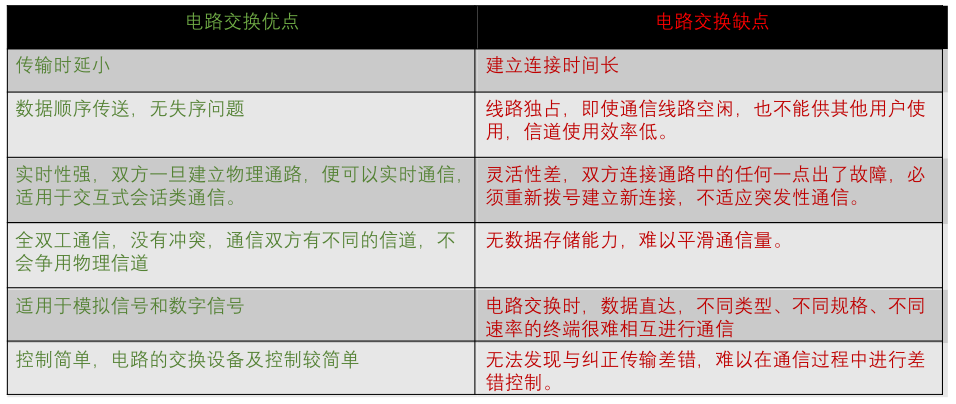 电路交换优点
电路交换缺点
传输时延小
建立连接时间长
数据顺序传送，无失序问题
线路独占，即使通信线路空闲，也不能供其他用户使
用，信道使用效率低。
实时性强，双方一旦建立物理通路，便可以实时通信，
适用于交互式会话类通信。
灵活性差，双方连接通路中的任何一点出了故障，必
须重新拨号建立新连接，不适应突发性通信。
全双工通信，没有冲突，通信双方有不同的信道，不
会争用物理信道
无数据存储能力，难以平滑通信量。
适用于模拟信号和数字信号
电路交换时，数据直达，不同类型、不同规格、不同
速率的终端很难相互进行通信
控制简单，电路的交换设备及控制较简单
无法发现与纠正传输差错，难以在通信过程中进行差
错控制。